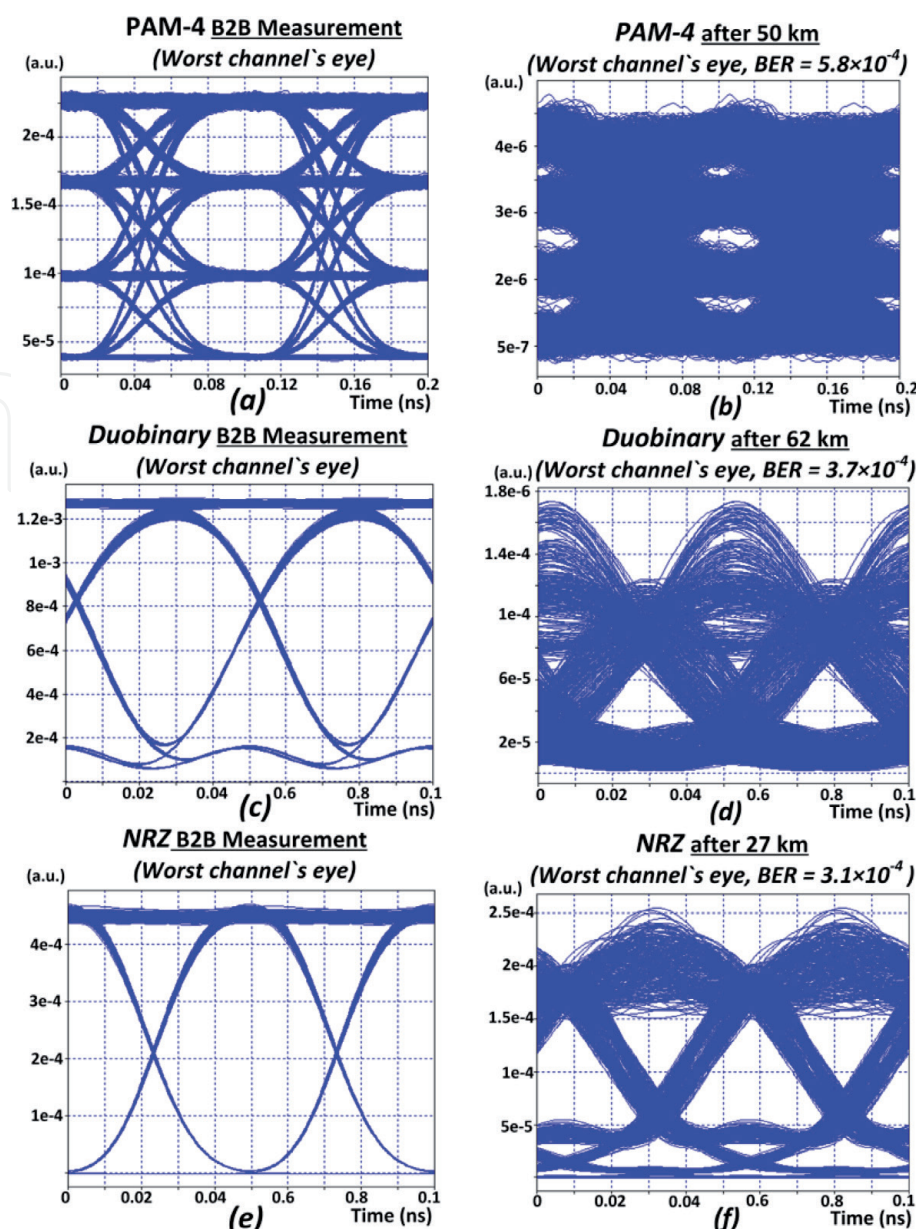 PAM-4 B2B Measurement
(Worst channel`s eye)
(a.u.)
2e-4
1.5e-4
1e-4
5e-5
0 0.04 0.08 0.12 0.16 0.2
(a) Time (ns)
PAM-4 after 50 km
(Worst channel`s eye, BER = 5.8×10⁻⁴)
(a.u.)
4e-6
3e-6
2e-6
5e-7
0 0.04 0.08 0.12 0.16 0.2
(b) Time (ns)
Duobinary B2B Measurement
(Worst channel`s eye)
(a.u.)
1.2e-3
1e-3
8e-4
6e-4
4e-4
2e-4
0 0.04 0.8 0.04 0.6 0.8 0.1
(c) Time (ns)
Duobinary after 62 km
(Worst channel`s eye, BER = 3.7×10⁻⁴)
(a.u.)
1.8e-6
1.4e-4
1e-4
6e-5
2e-5
0 0.04 0.8 0.04 0.6 0.8 0.1
(d) Time (ns)
NRZ B2B Measurement
(Worst channel`s eye)
(a.u.)
4e-4
3e-4
2e-4
1e-4
0 0.02 0.04 0.6 0.8 0.1
(e) Time (ns)
NRZ after 27 km
(Worst channel`s eye, BER = 3.1×10⁻⁴)
(a.u.)
2.5e-4
2e-4
1.5e-4
1e-4
5e-5
0 0.02 0.04 0.6 0.8 0.1
(f) Time (ns)